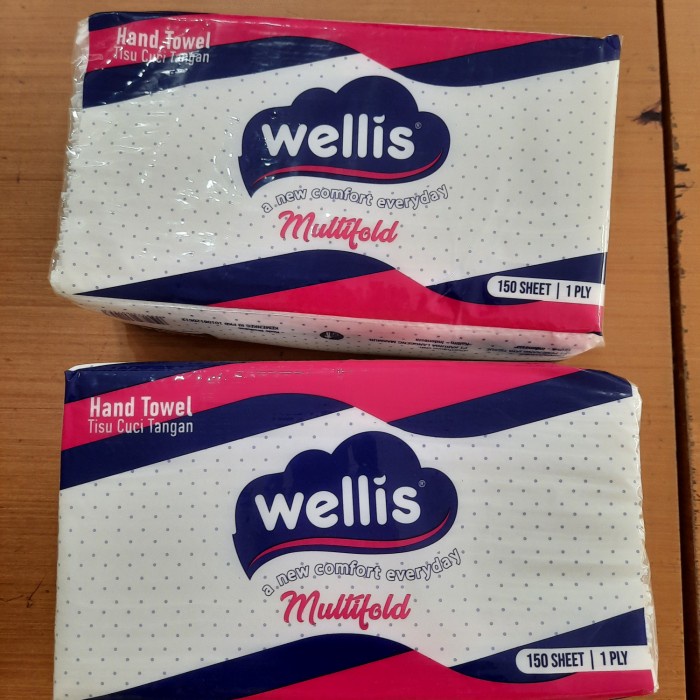 Hand Towel
Tisu Cuci Tangan
wellis®
a new comfort everyday
Multifold
150 SHEET | 1 PLY
Hand Towel
Tisu Cuci Tangan
wellis®
a new comfort everyday
Multifold
150 SHEET | 1 PLY